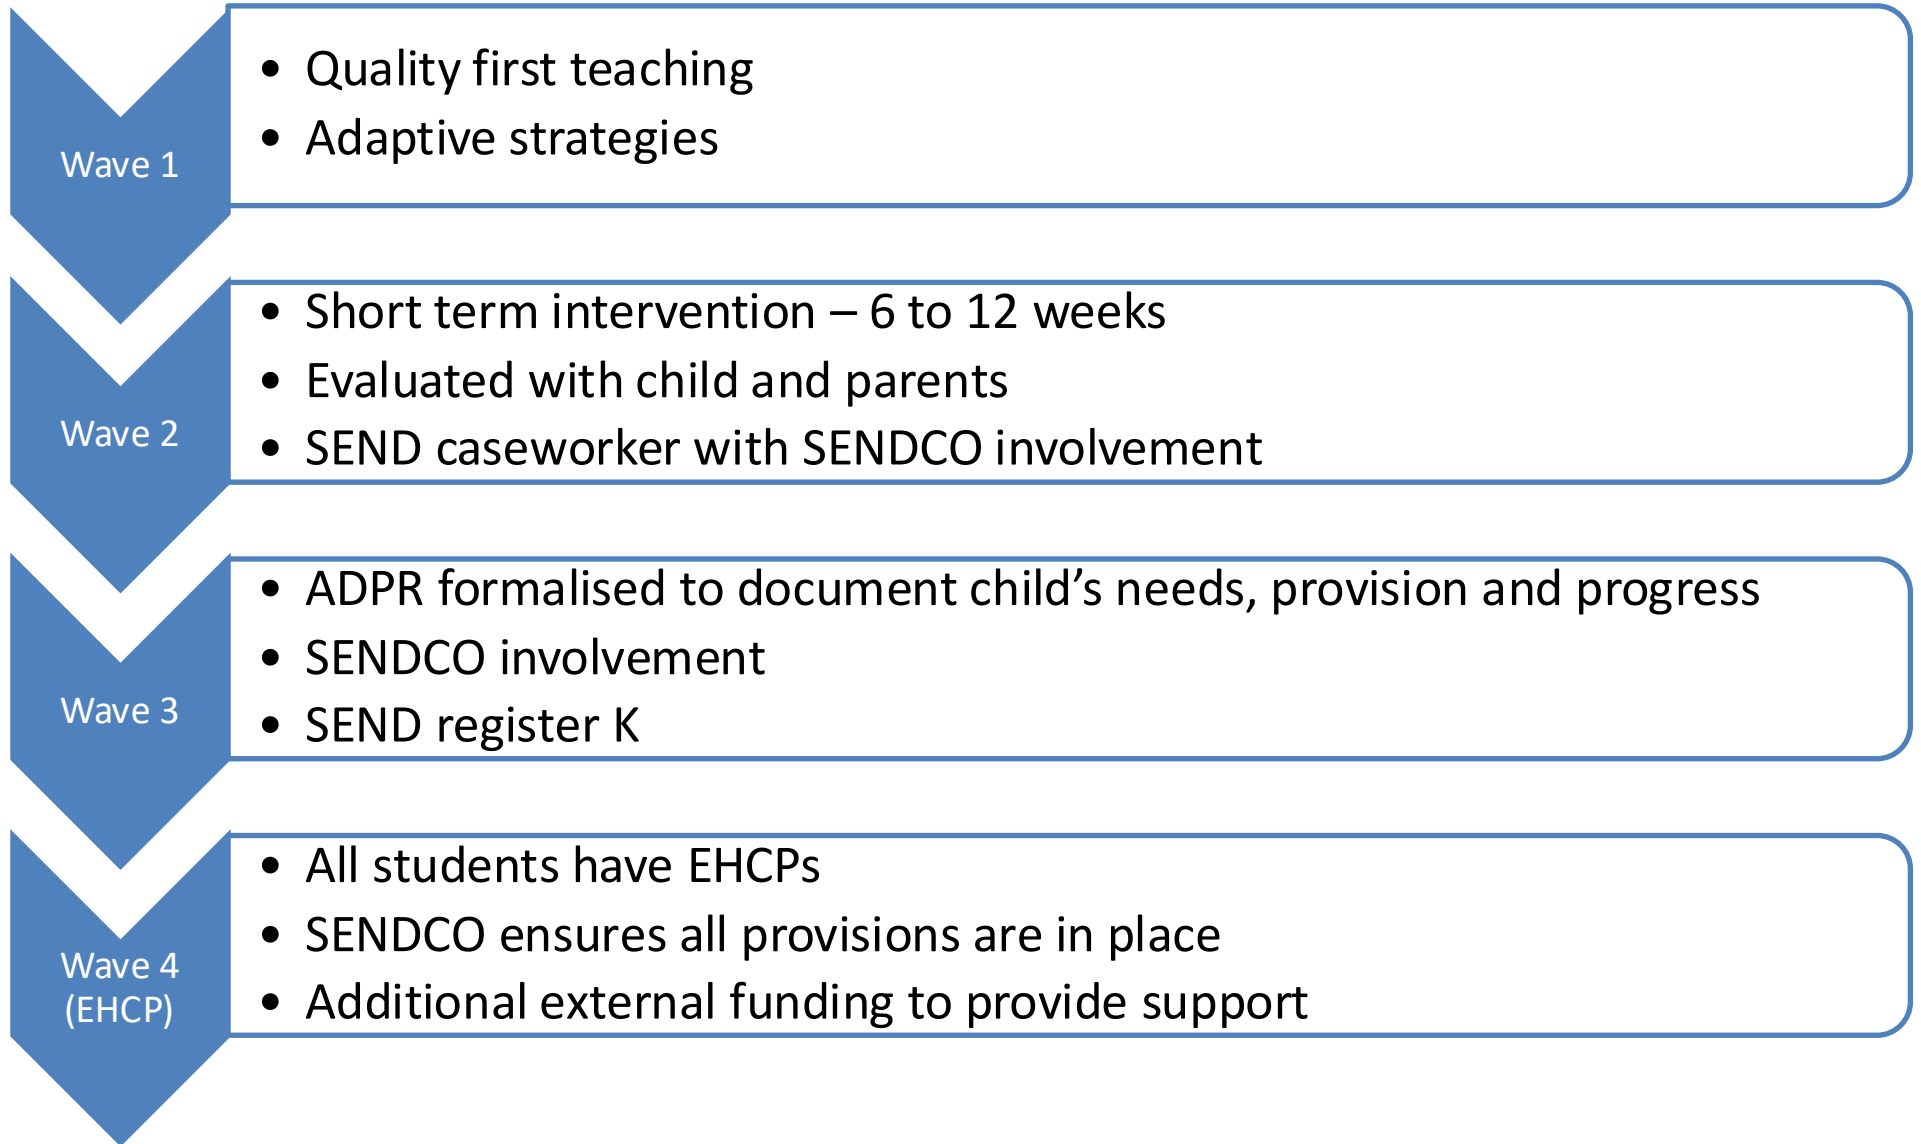 Wave 1
• Quality first teaching
• Adaptive strategies
Wave 2
• Short term intervention – 6 to 12 weeks
• Evaluated with child and parents
• SEND caseworker with SENDCO involvement
Wave 3
• ADPR formalised to document child’s needs, provision and progress
• SENDCO involvement
• SEND register K
Wave 4
(EHCP)
• All students have EHCPs
• SENDCO ensures all provisions are in place
• Additional external funding to provide support